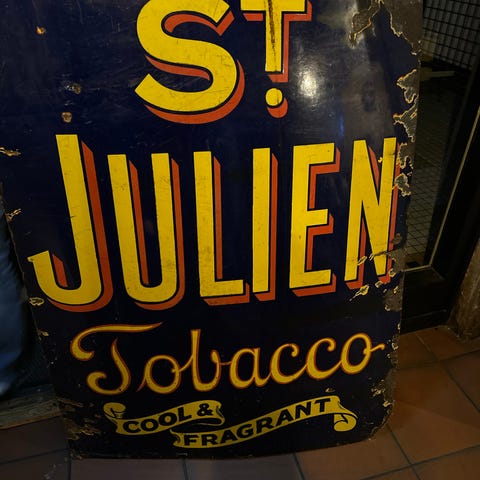 ST.
JULIEN
Tobacco
COOL &
FRAGRANT